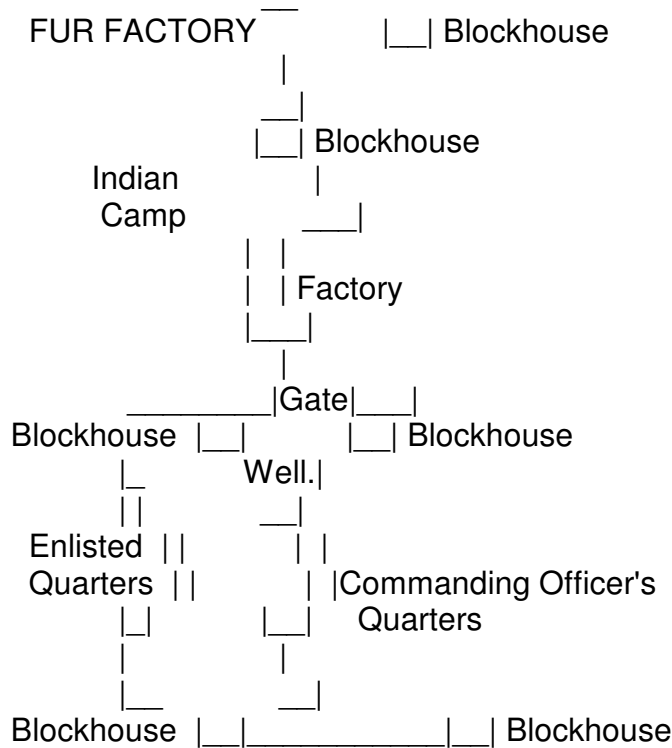 FUR FACTORY Blockhouse
Blockhouse
Indian
Camp
Factory
Gate
Blockhouse Blockhouse
Well.
Enlisted
Quarters Commanding Officer's
Quarters
Blockhouse Blockhouse